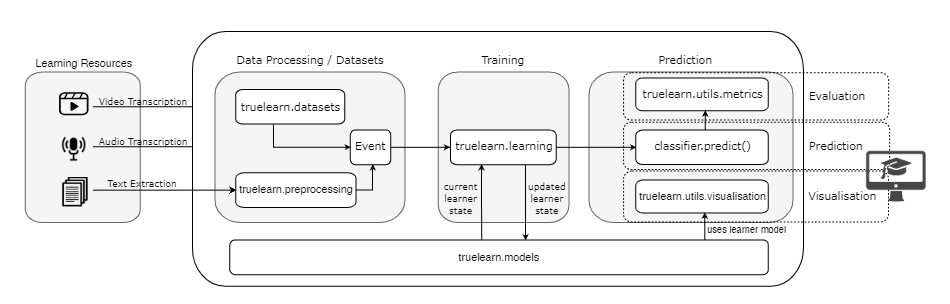 Learning Resources
Video Transcription
Audio Transcription
Text Extraction
Data Processing / Datasets
truelearn.datasets
Event
truelearn.preprocessing
Training
truelearn.learning
current
learner
state
updated
learner
state
Prediction
truelearn.utils.metrics
Evaluation
classifier.predict()
Prediction
truelearn.utils.visualisation
Visualisation
uses learner model
truelearn.models